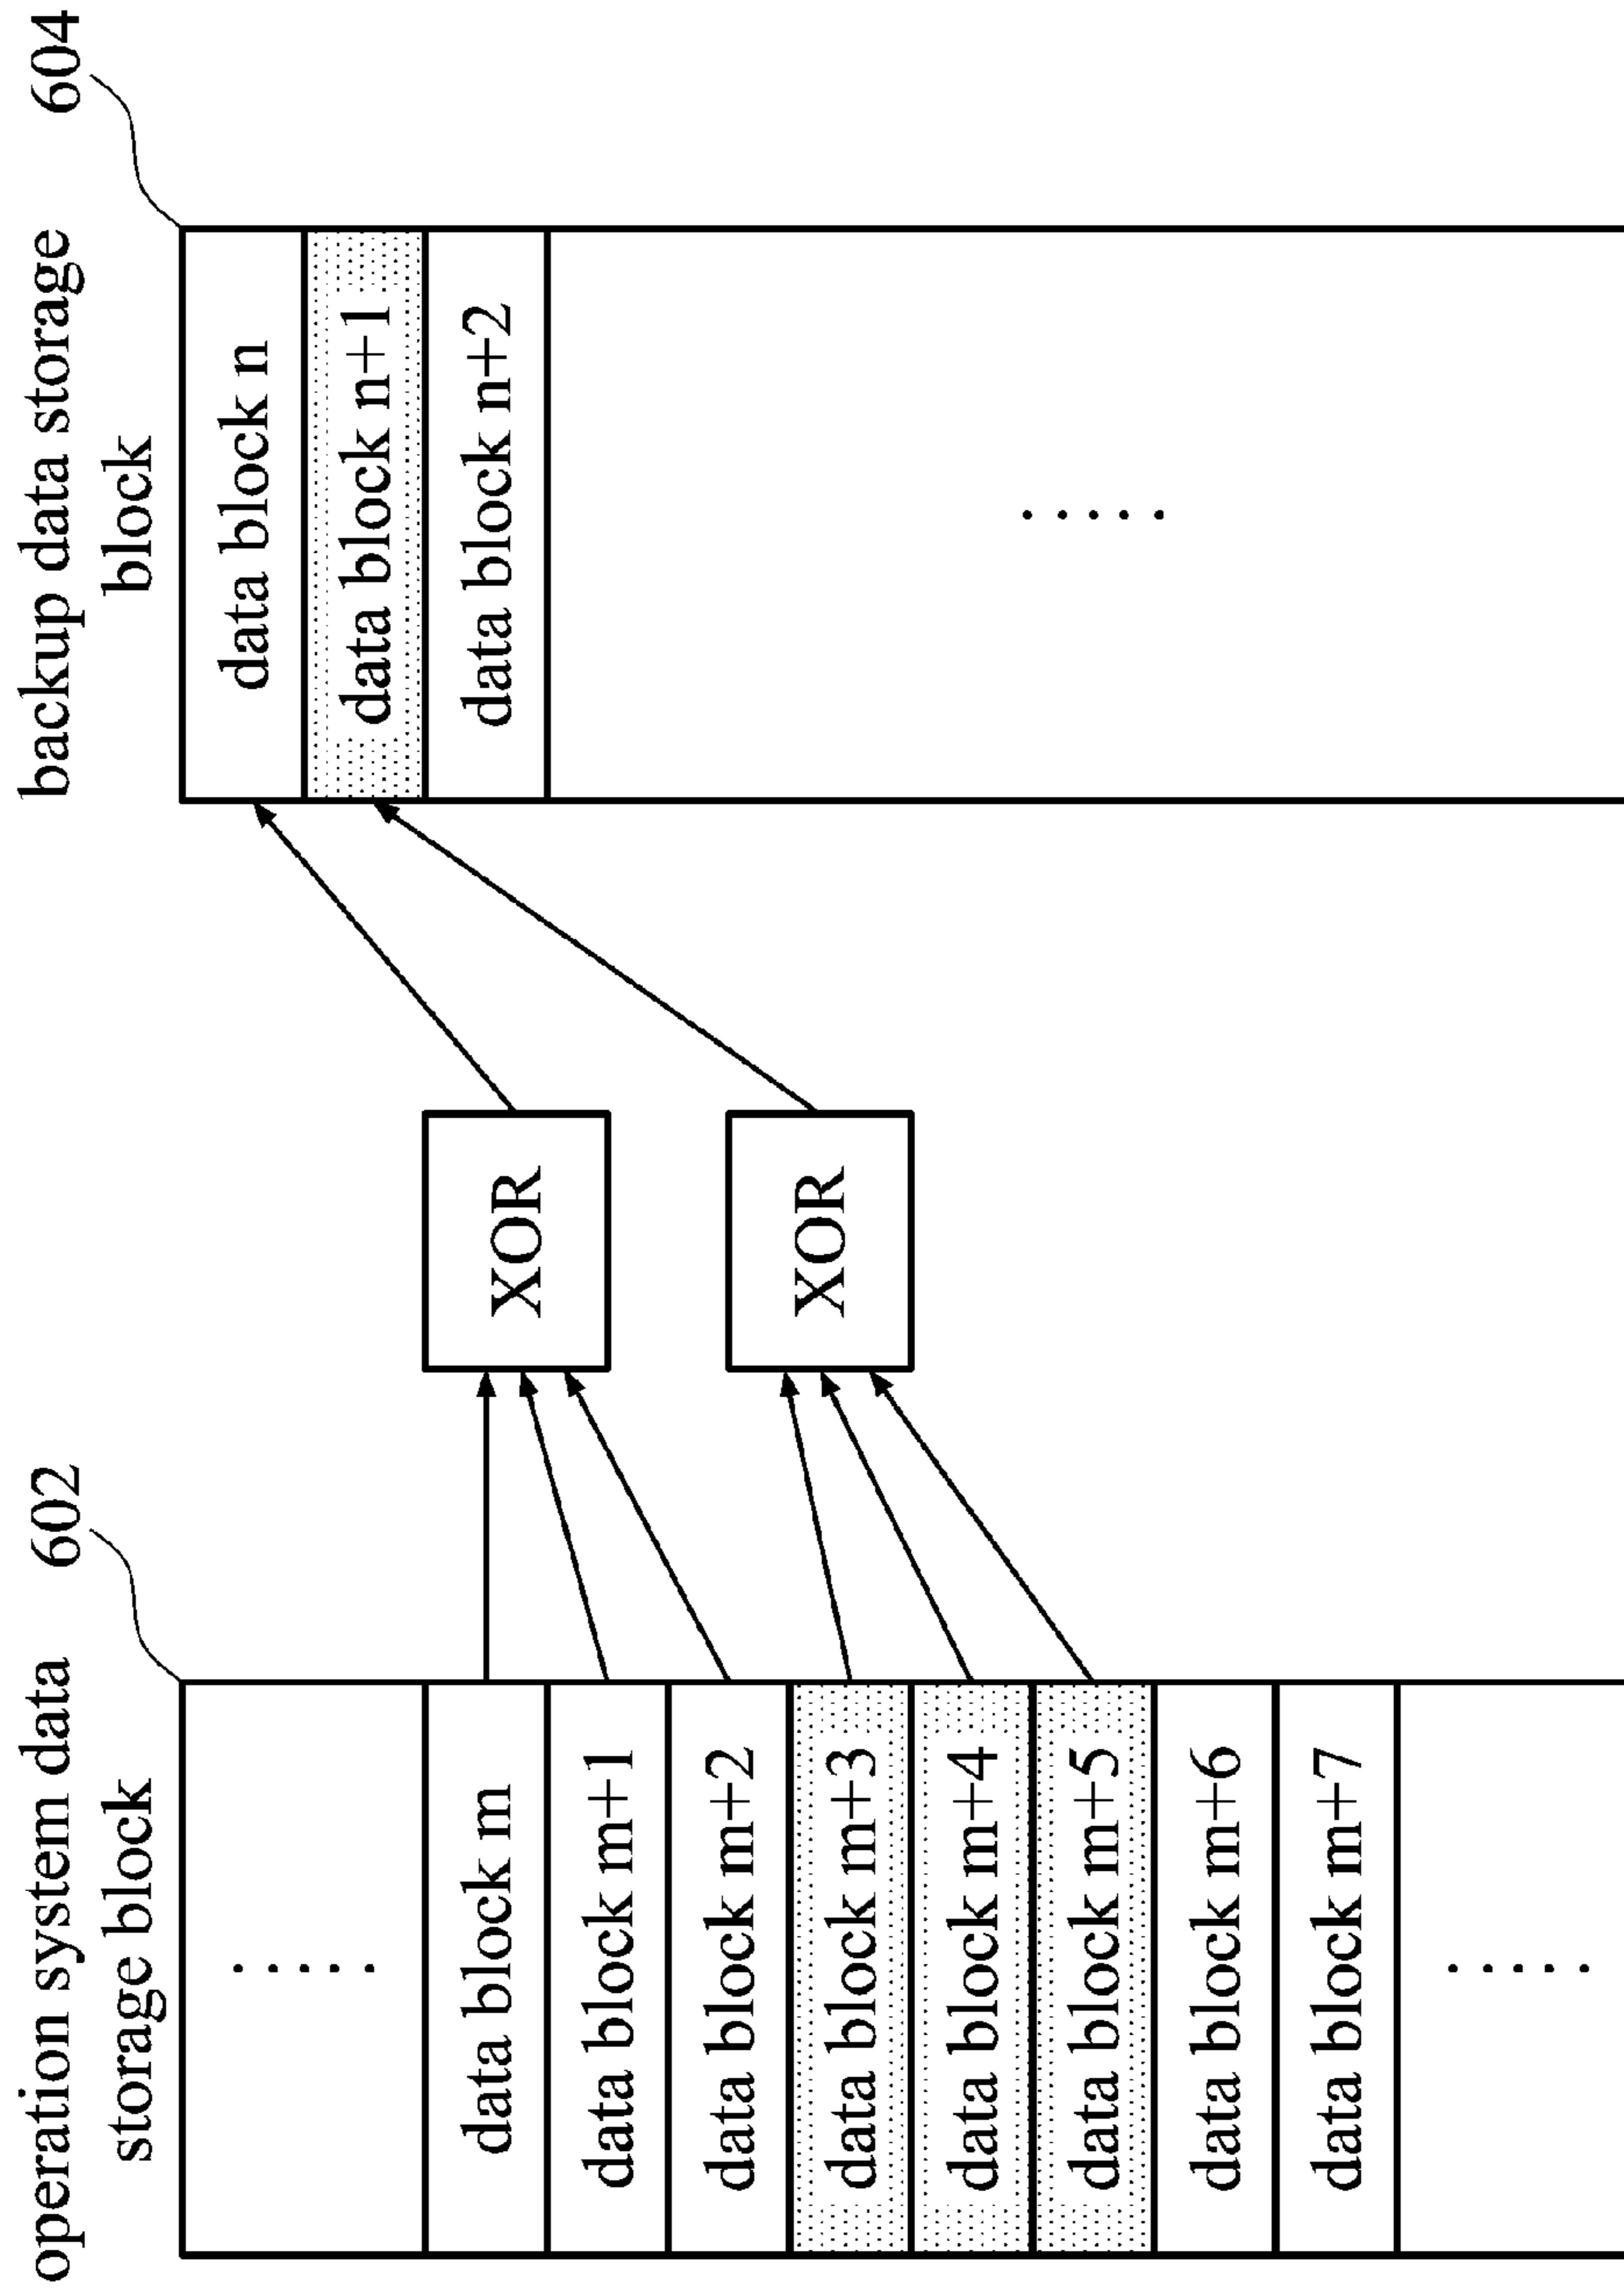 operation system data
storage block
602
.....
data block m
data block m+1
data block m+2
data block m+3
data block m+4
data block m+5
data block m+6
data block m+7
.....
XOR
XOR
backup data storage
block
604
data block n
data block n+1
data block n+2
.....